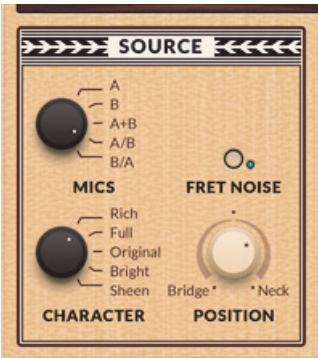 SOURCE
A
B
A+B
A/B
B/A
MICS
FRET NOISE
Rich
Full
Original
Bright
Sheen
CHARACTER
Bridge
Neck
POSITION